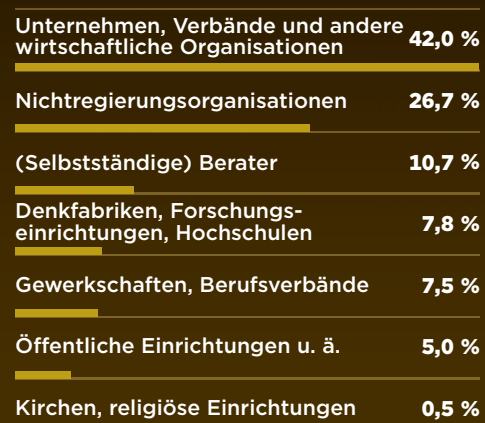 Unternehmen, Verbände und andere
wirtschaftliche Organisationen 42,0 %
Nichtregierungsorganisationen 26,7 %
(Selbstständige) Berater 10,7 %
Denkfabriken, Forschungs-
einrichtungen, Hochschulen 7,8 %
Gewerkschaften, Berufsverbände 7,5 %
Öffentliche Einrichtungen u. ä. 5,0 %
Kirchen, religiöse Einrichtungen 0,5 %